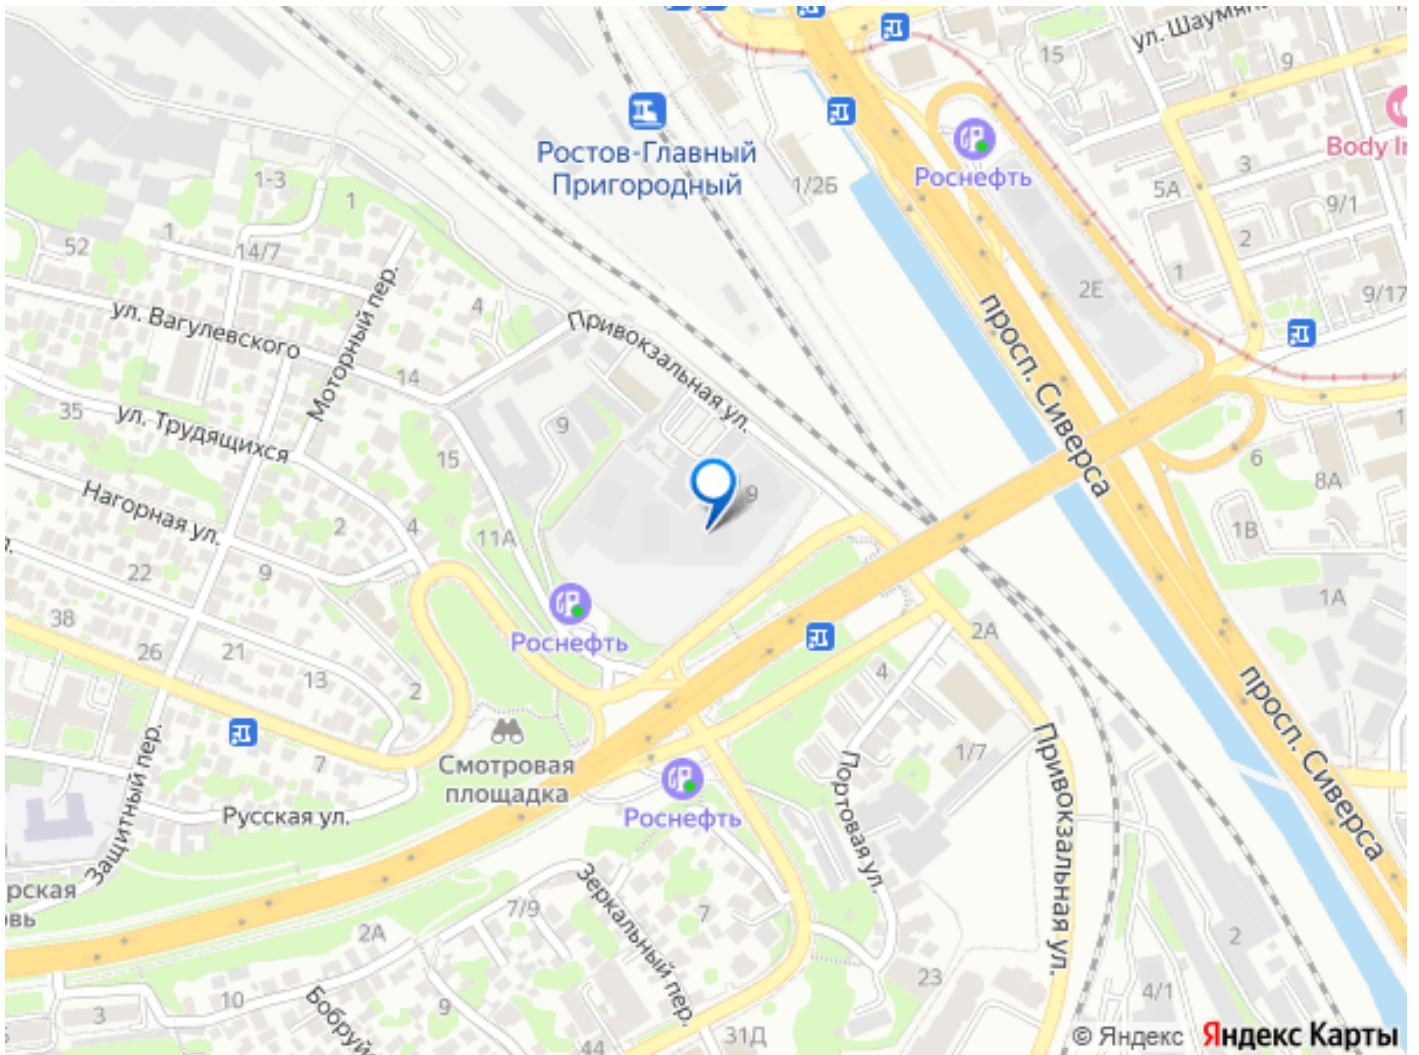 ул. Шаумяна
15
9
Body In
Ростов-Главный
Пригородный
Роснефть
1/2Б
3
5А
9/1
2
1
2Е
9/17
1-3
1
52
1
14/7
4
ул. Вагулевского
Моторный пер.
Привокзальная ул.
просп. Сиверса
14
35
ул. Трудящихся
9
15
Нагорная ул.
2
4
11А
9
6
8А
1В
22
9
1А
38
Роснефть
2А
26
21
13
2
4
7
Смотровая
площадка
Роснефть
1/7
Портовая ул.
Привокзальная ул.
просп. Сиверса
Русская ул.
Защитный пер.
рская
овь
2А
7/9
Зеркальный пер.
7
2
23
4/1
10
3
Бобруйс
9
44
31Д
© Яндекс
Яндекс Карты